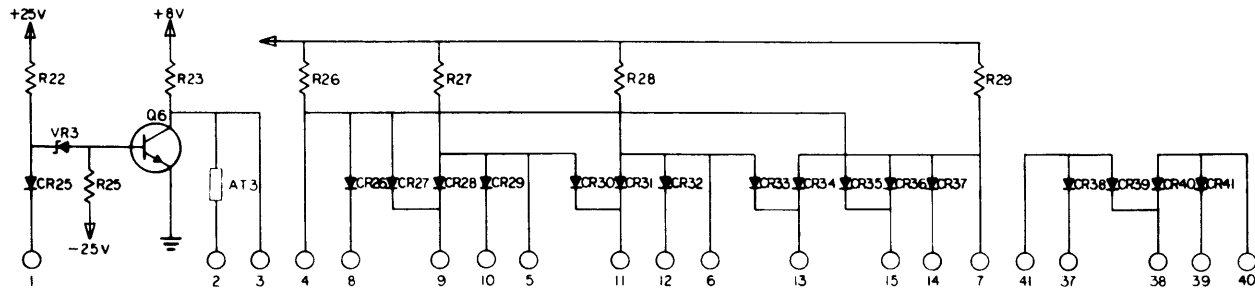 +25V +8V
R22 R23 R26 R27 R28 R29
Q6
VR3
CR25 R25 AT3 CR26 CR27 CR28 CR29 CR30 CR31 CR32 CR33 CR34 CR35 CR36 CR37 CR38 CR39 CR40 CR41
-25V
1 2 3 4 8 9 10 5 11 12 6 13 15 14 7 41 37 38 39 40